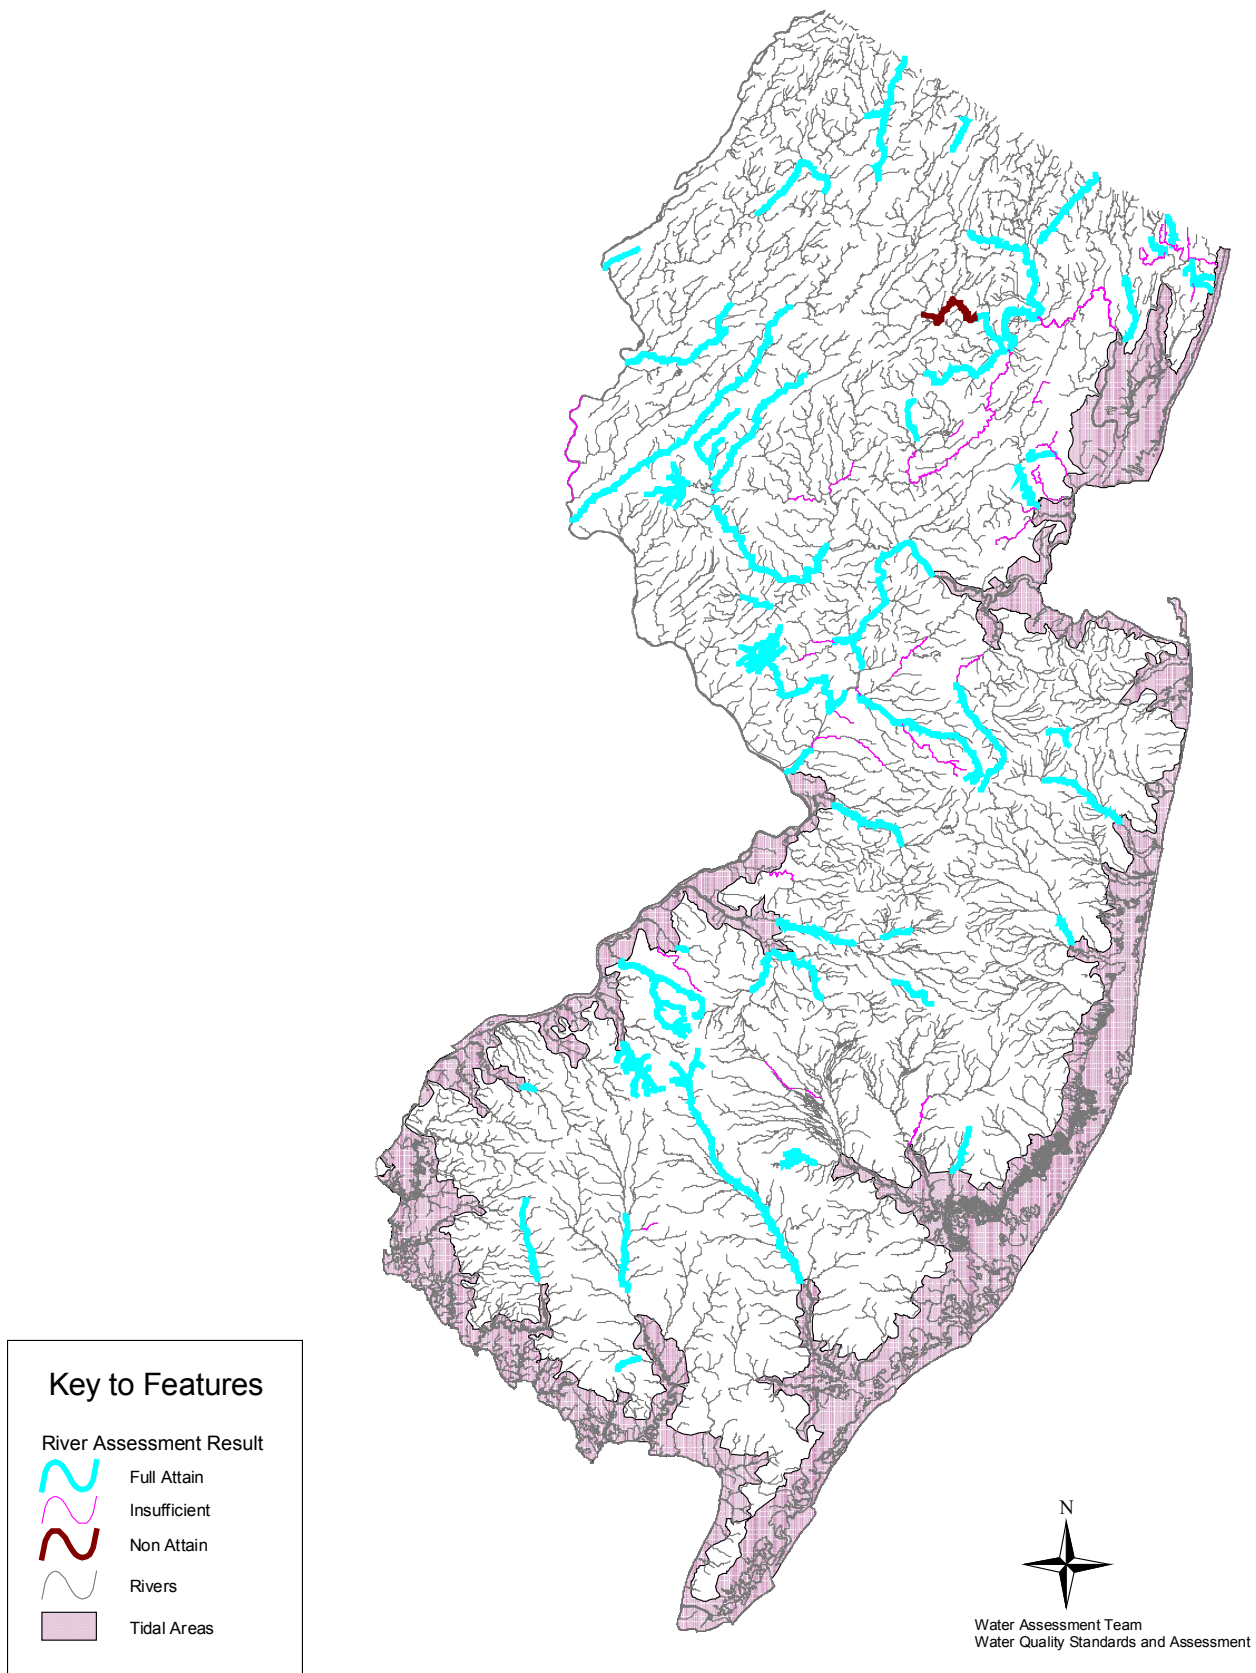 Key to Features
River Assessment Result
Full Attain
Insufficient
Non Attain
Rivers
Tidal Areas
N
Water Assessment Team
Water Quality Standards and Assessment